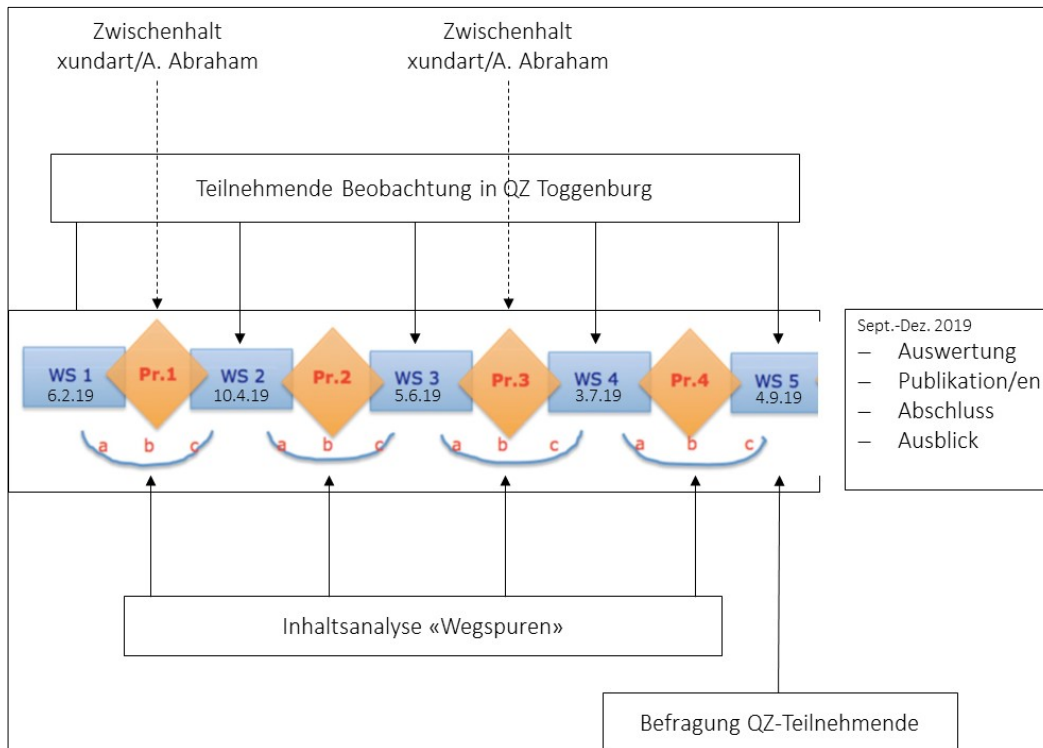 Zwischenhalt
xundart/A. Abraham
Zwischenhalt
xundart/A. Abraham
Teilnehmende Beobachtung in QZ Toggenburg
WS 1
6.2.19
Pr.1
WS 2
10.4.19
Pr.2
WS 3
5.6.19
Pr.3
WS 4
3.7.19
Pr.4
WS 5
4.9.19
a b c
a b c
a b c
a b c
Sept.-Dez. 2019
– Auswertung
– Publikation/en
– Abschluss
– Ausblick
Inhaltsanalyse «Wegspuren»
Befragung QZ-Teilnehmende